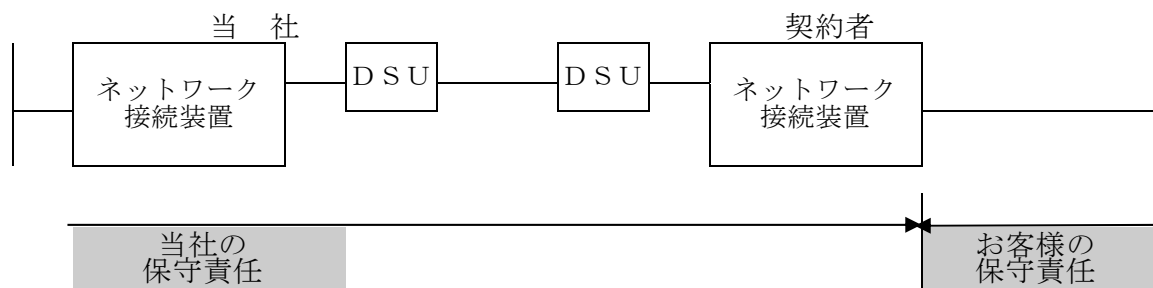 当　社
契約者
ネットワーク
接続装置
ＤＳＵ
ＤＳＵ
ネットワーク
接続装置
当社の
保守責任
お客様の
保守責任